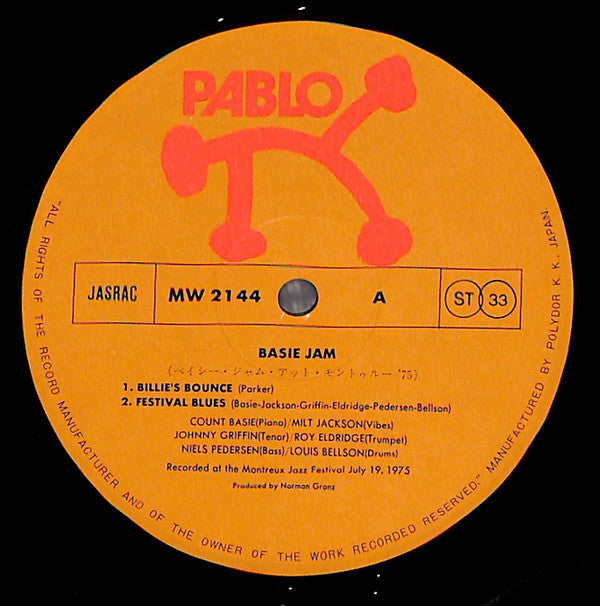 PABLO
JASRAC
MW 2144
A
ST 33
BASIE JAM
(ベイシー・ジャム・アット・モントゥルー '75)
1. BILLIE'S BOUNCE (Parker)
2. FESTIVAL BLUES (Basie-Jackson-Griffin-Eldridge-Pedersen-Bellson)
COUNT BASIE(Piano)/MILT JACKSON(Vibes)
JOHNNY GRIFFIN(Tenor)/ROY ELDRIDGE(Trumpet)
NIELS PEDERSEN(Bass)/LOUIS BELLSON(Drums)
Recorded at the Montreux Jazz Festival July 19, 1975
Produced by Norman Granz
"ALL RIGHTS OF THE RECORD MANUFACTURER AND OF THE OWNER OF THE WORK RECORDED RESERVED." MANUFACTURED BY POLYDOR K. K., JAPAN.